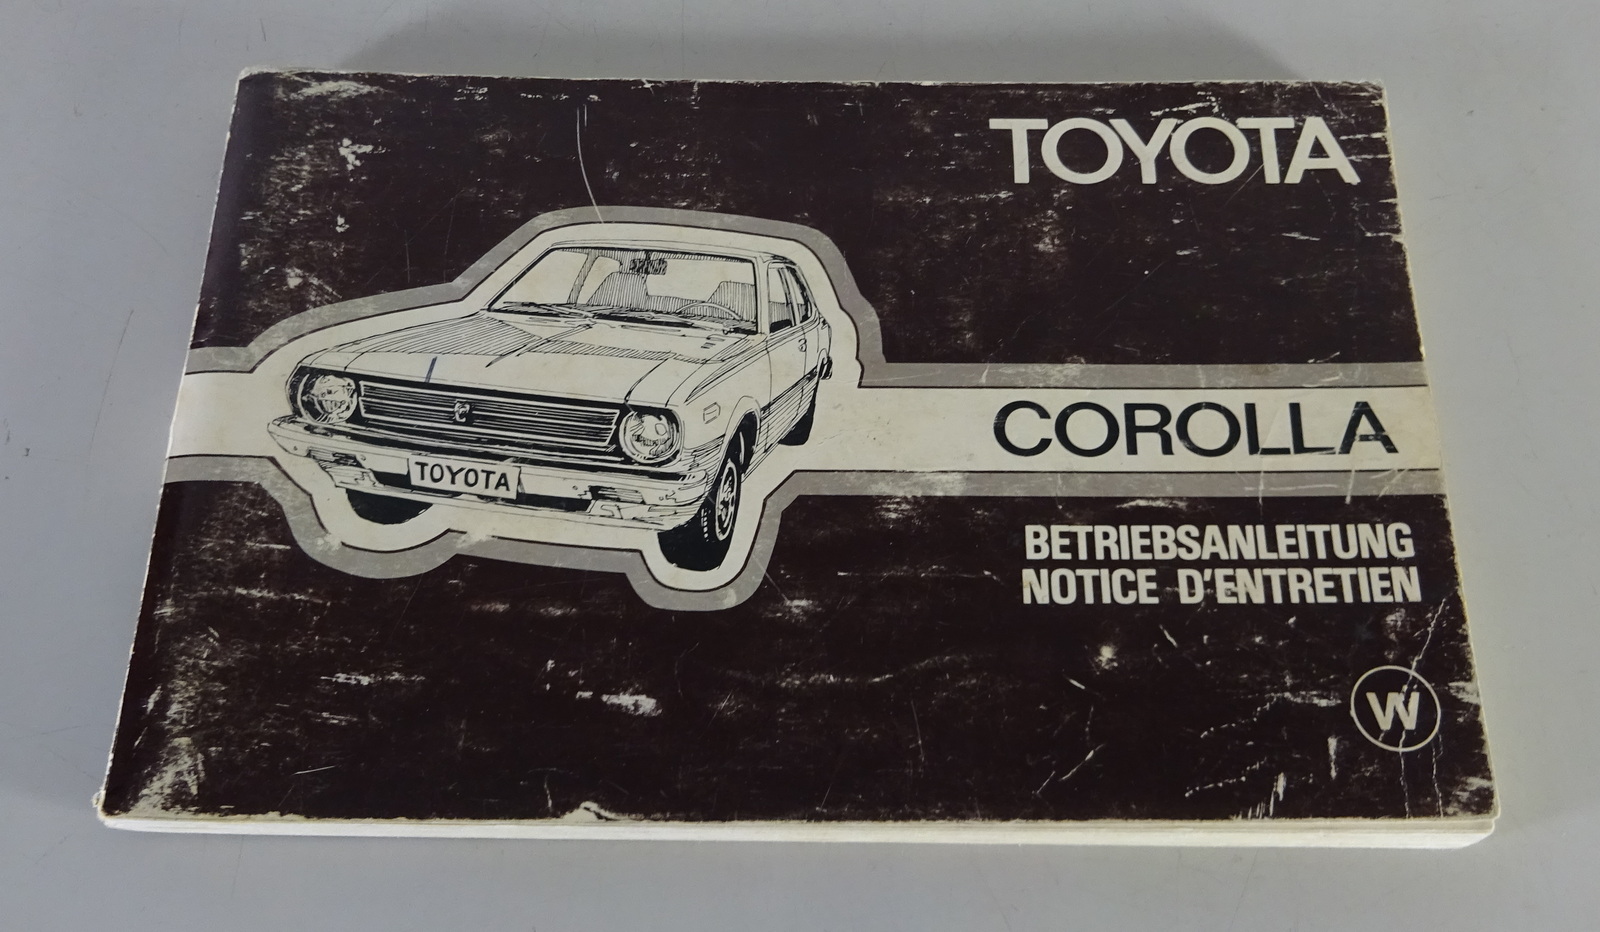 TOYOTA
TOYOTA
COROLLA
BETRIEBSANLEITUNG
NOTICE D'ENTRETIEN
W